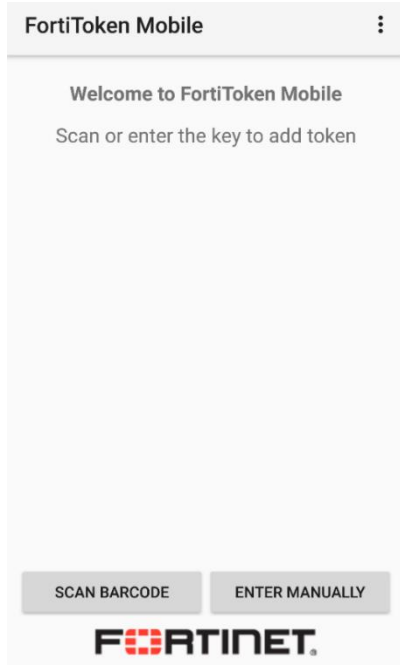 FortiToken Mobile
Welcome to FortiToken Mobile
Scan or enter the key to add token
SCAN BARCODE ENTER MANUALLY
FORTINET®